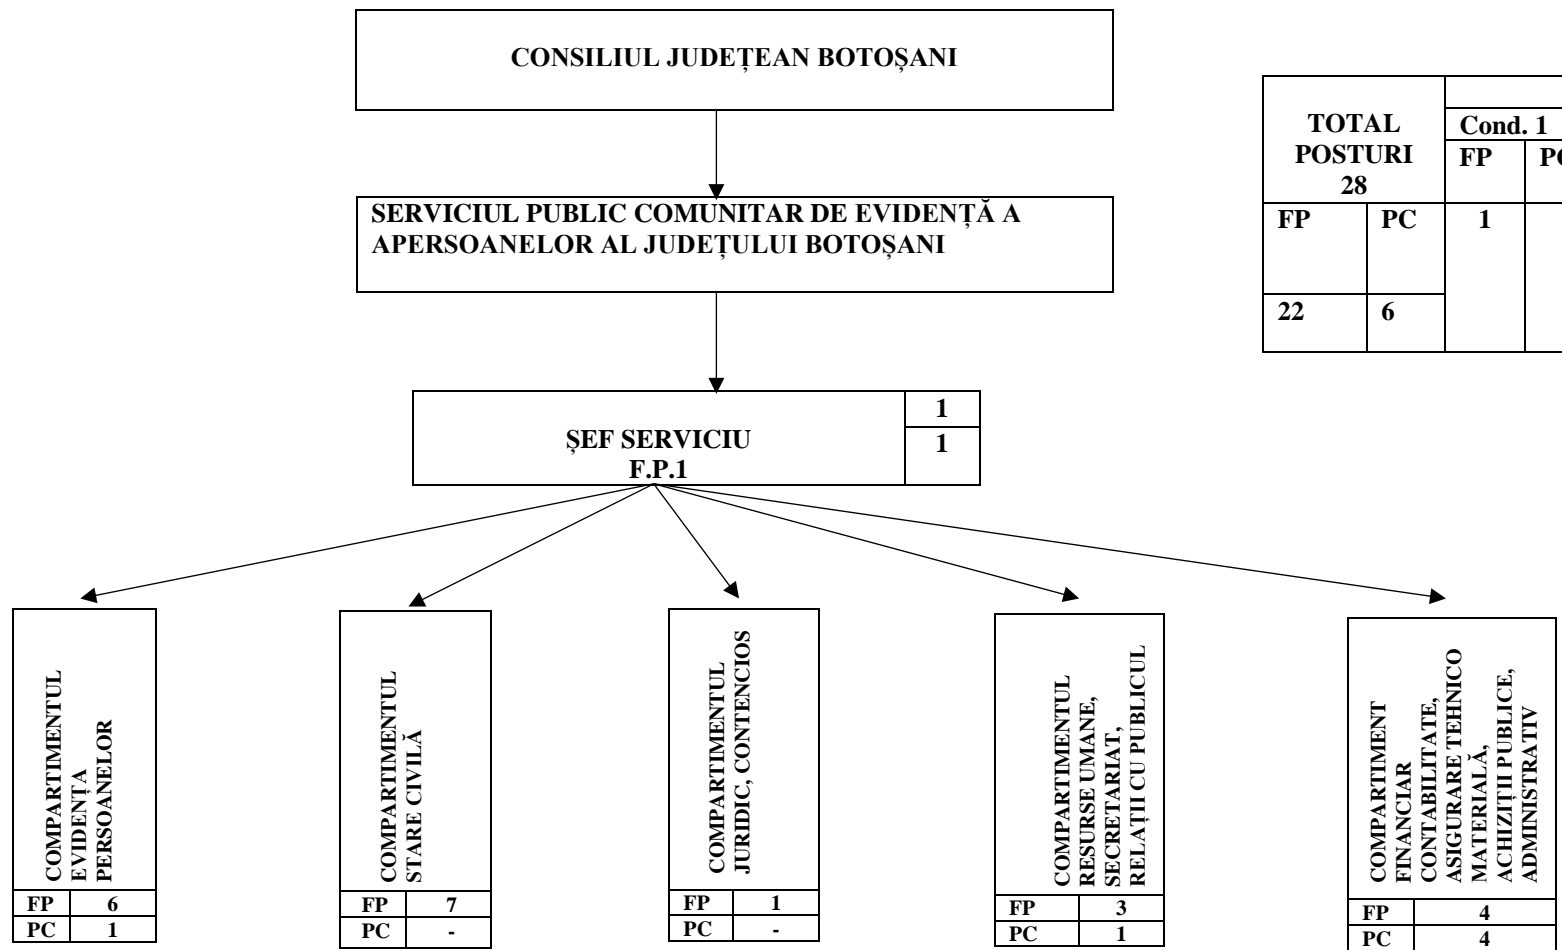 CONSILIUL JUDEȚEAN BOTOȘANI
TOTAL
POSTURI
28
Cond. 1
FP
FP
PC
1
22
6
SERVICIUL PUBLIC COMUNITAR DE EVIDENȚĂ A
APERSOANELOR AL JUDEȚULUI BOTOȘANI
ȘEF SERVICIU
F.P.1
1
1
COMPARTIMENTUL
EVIDENȚA
PERSOANELOR
FP 6
PC 1
COMPARTIMENTUL
STARE CIVILĂ
FP 7
PC -
COMPARTIMENTUL
JURIDIC, CONTENCIOS
FP 1
PC -
COMPARTIMENTUL
RESURSE UMANE,
SECRETARIAT,
RELAȚII CU PUBLICUL
FP 3
PC 1
COMPARTIMENT
FINANCIAR
CONTABILITATE,
ASIGURARE TEHNICO
MATERIALĂ,
ACHIZIȚII PUBLICE,
ADMINISTRATIV
FP 4
PC 4